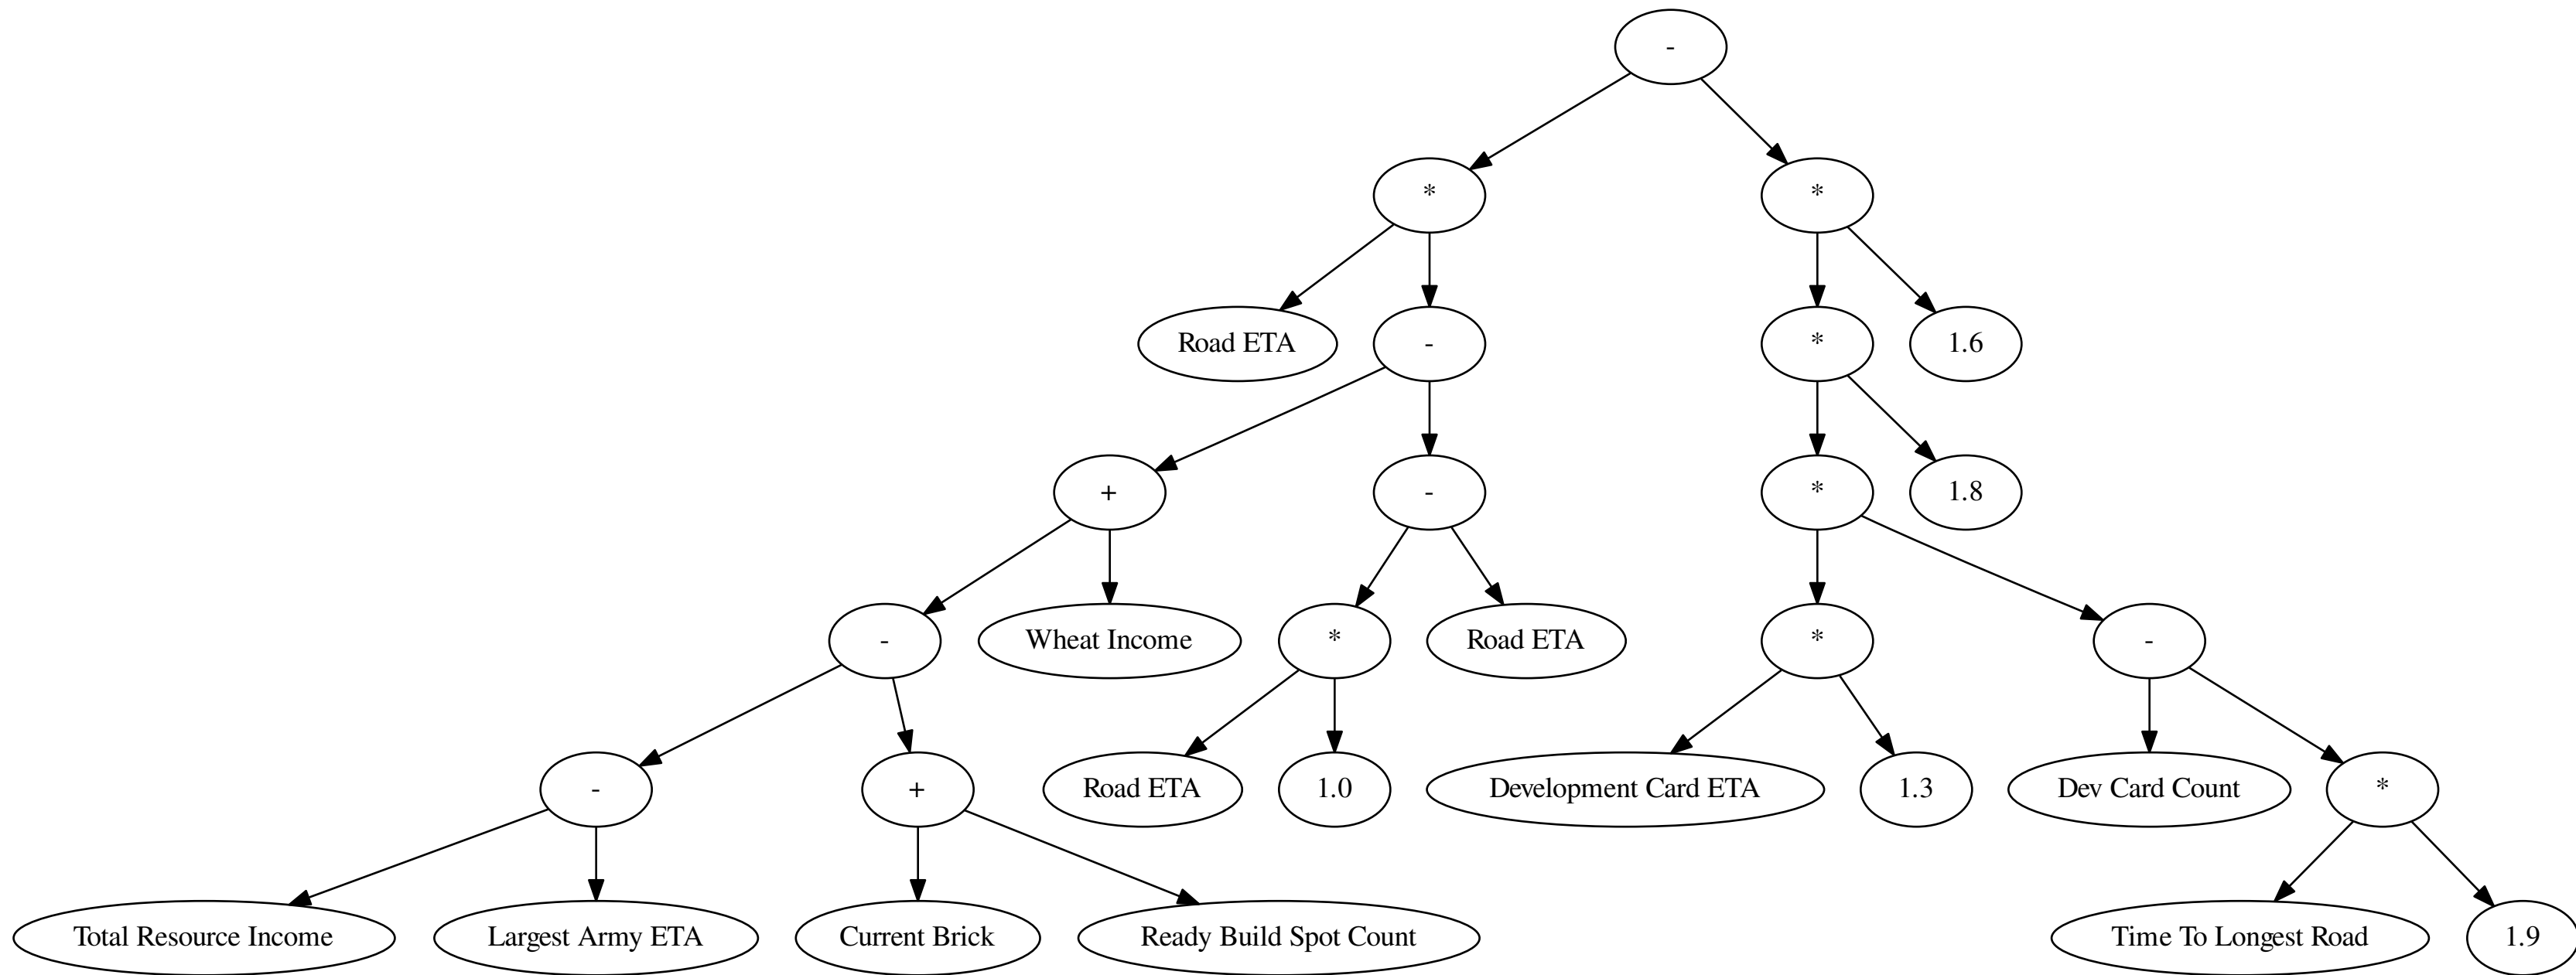 -
* *
Road ETA - * 1.6
+ - * 1.8
- Wheat Income * Road ETA * -
- + Road ETA 1.0 Development Card ETA 1.3 Dev Card Count *
Total Resource Income Largest Army ETA Current Brick Ready Build Spot Count Time To Longest Road 1.9